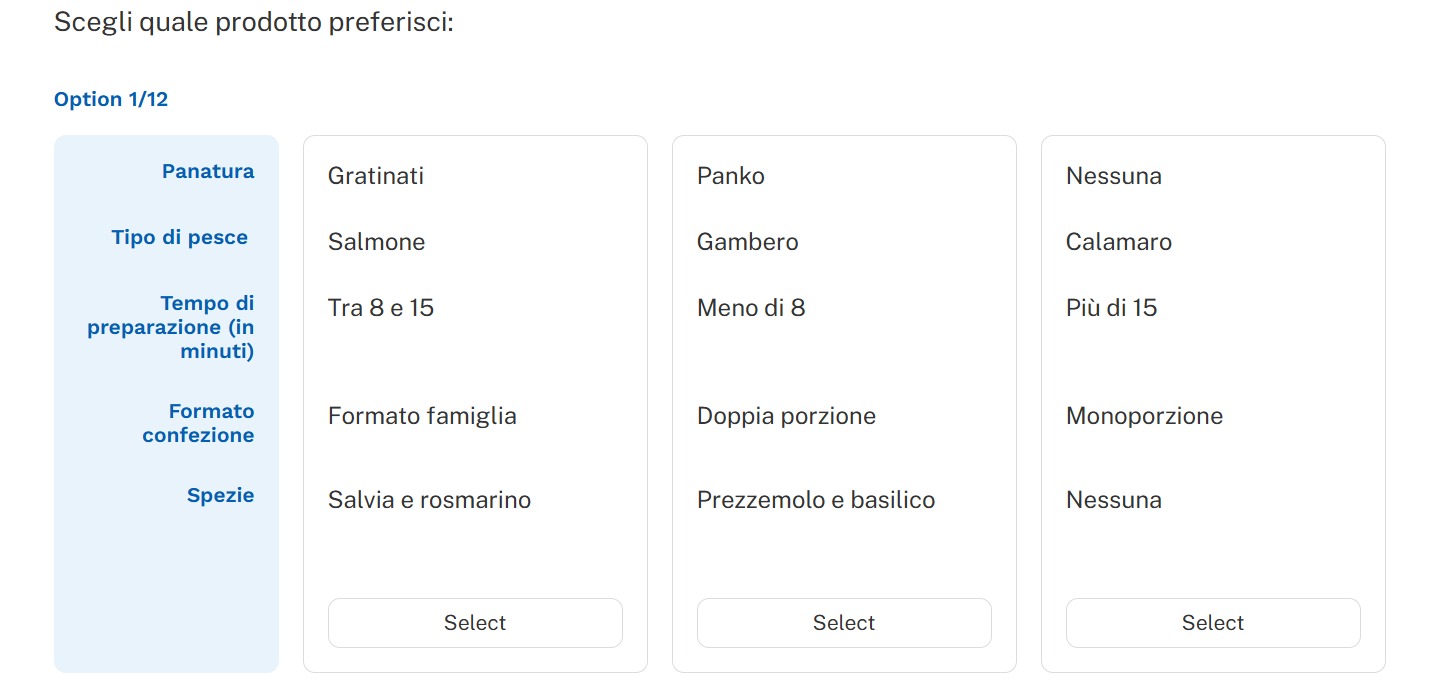 Scegli quale prodotto preferisci:
Option 1/12
Panatura
Gratinati
Panko
Nessuna
Tipo di pesce
Salmone
Gambero
Calamaro
Tempo di
preparazione (in
minuti)
Tra 8 e 15
Meno di 8
Più di 15
Formato
confezione
Formato famiglia
Doppia porzione
Monoporzione
Spezie
Salvia e rosmarino
Prezzemolo e basilico
Nessuna
Select
Select
Select